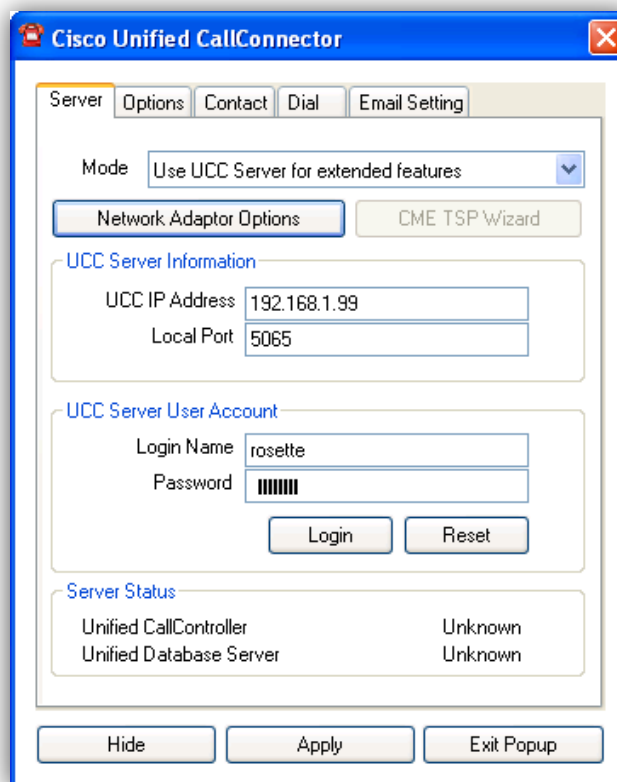 Cisco Unified CallConnector
Server Options Contact Dial Email Setting
Mode Use UCC Server for extended features
Network Adaptor Options CME TSP Wizard
UCC Server Information
UCC IP Address 192.168.1.99
Local Port 5065
UCC Server User Account
Login Name rosette
Password
Login Reset
Server Status
Unified CallController Unknown
Unified Database Server Unknown
Hide Apply Exit Popup